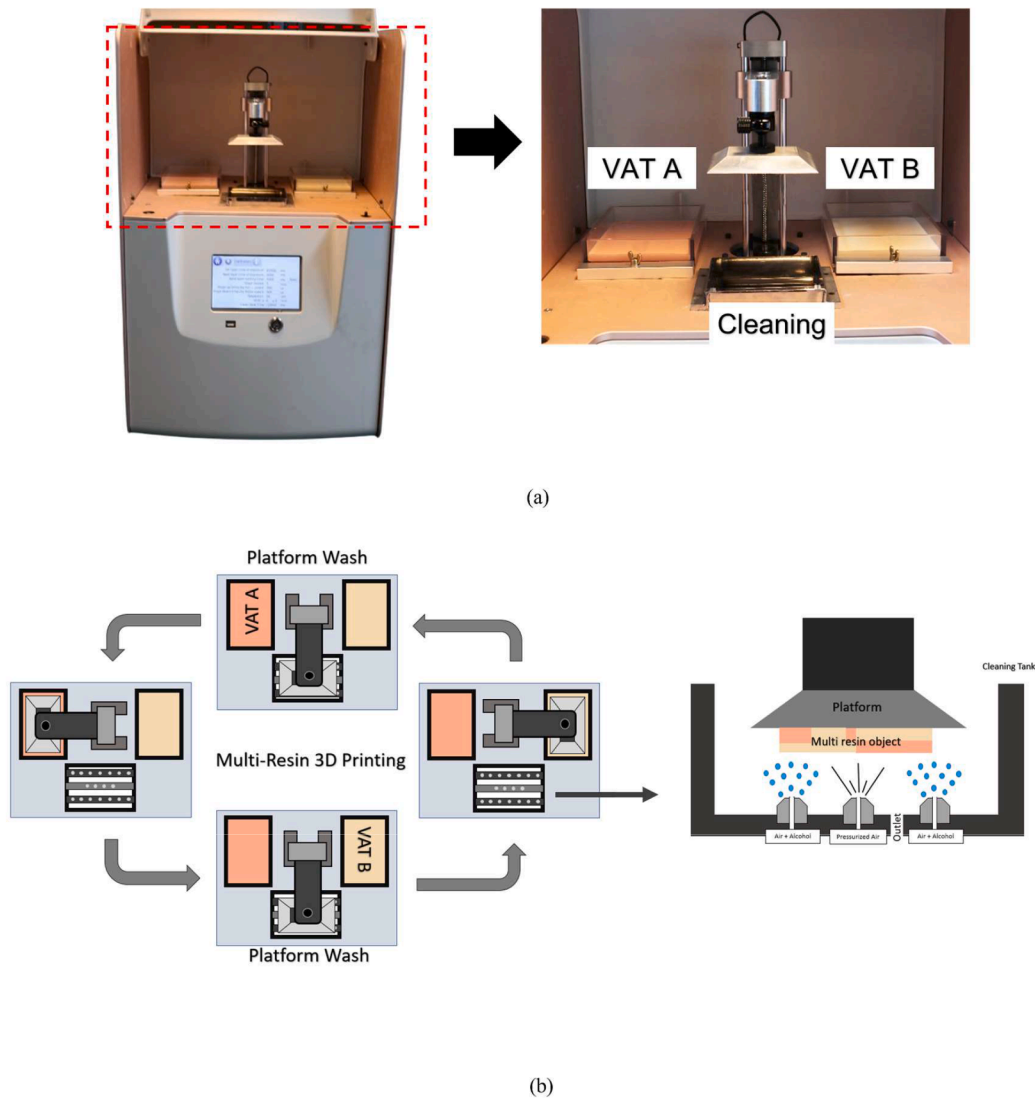 VAT A
VAT B
Cleaning
(a)
Platform Wash
VAT A
Multi-Resin 3D Printing
VAT B
Platform Wash
Cleaning Tank
Platform
Multi resin object
Outlet
Air + Alcohol
Pressurized Air
Air + Alcohol
(b)